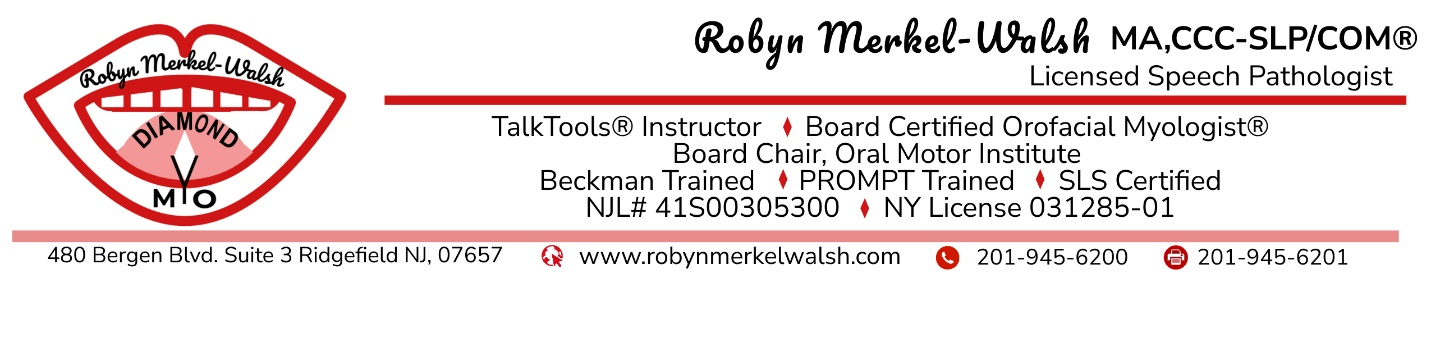 Robyn Merkel-Walsh
DIAMOND
MYO
Robyn Merkel-Walsh MA,CCC-SLP/COM®
Licensed Speech Pathologist
TalkTools® Instructor ♦ Board Certified Orofacial Myologist®
Board Chair, Oral Motor Institute
Beckman Trained ♦ PROMPT Trained ♦ SLS Certified
NJL# 41S00305300 ♦ NY License 031285-01
480 Bergen Blvd. Suite 3 Ridgefield NJ, 07657 www.robynmerkelwalsh.com 201-945-6200 201-945-6201